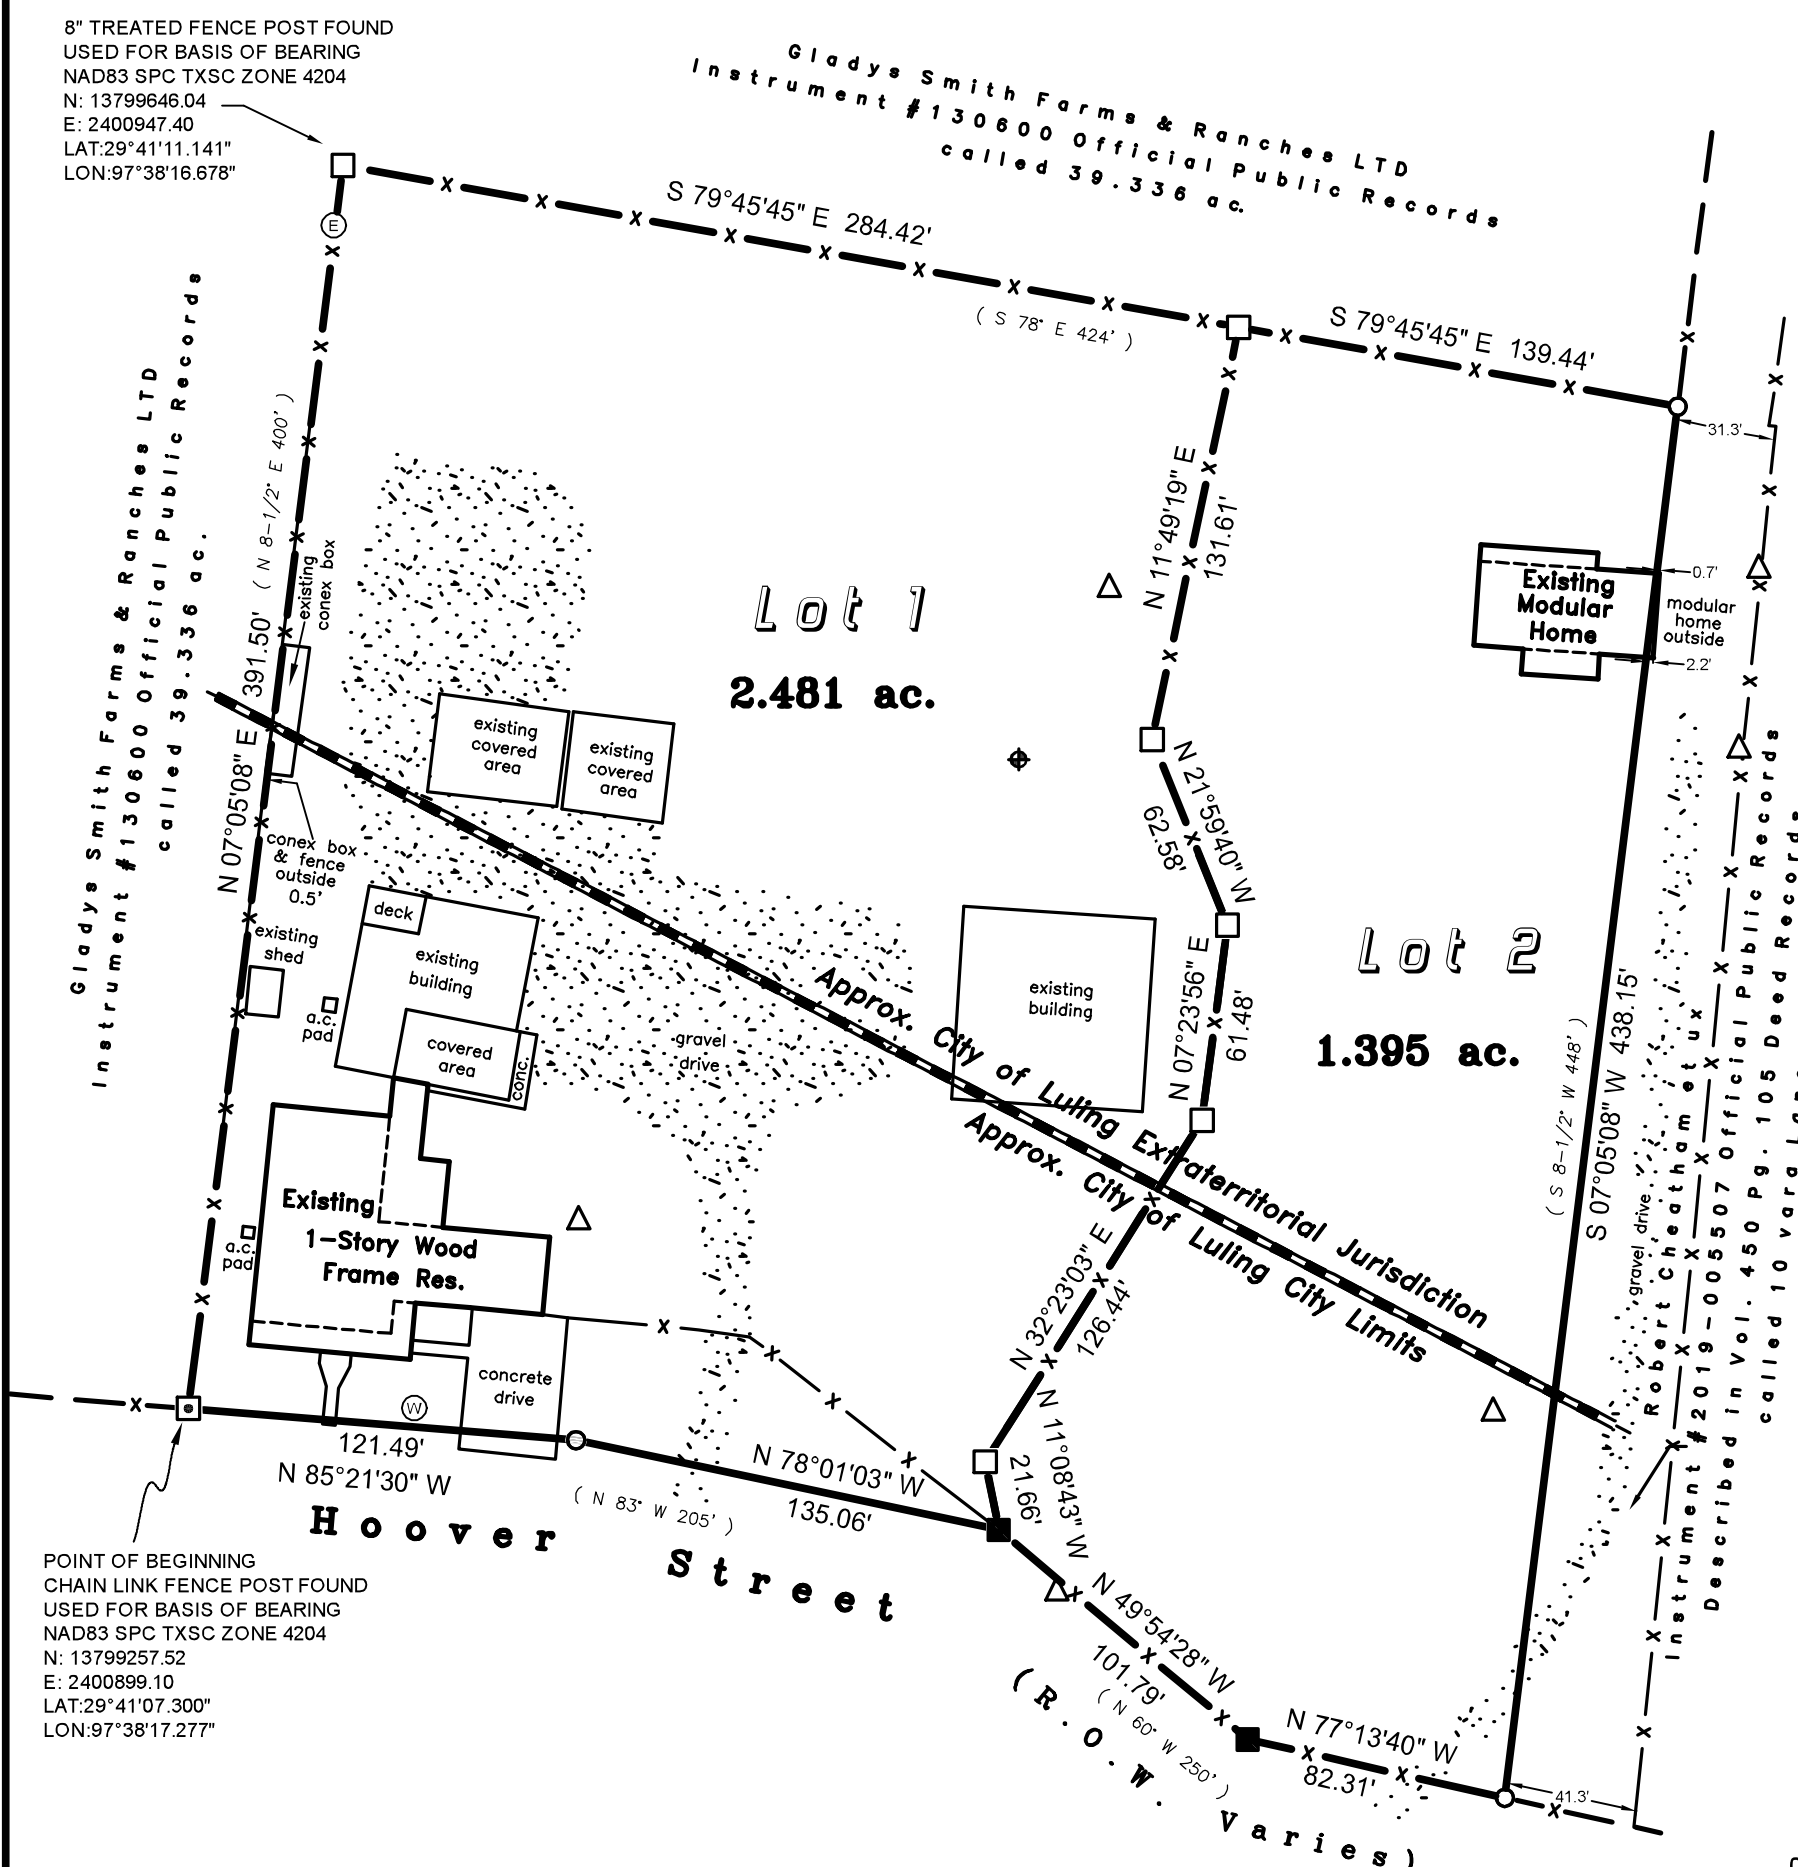 8" TREATED FENCE POST FOUND
USED FOR BASIS OF BEARING
NAD83 SPC TXSC ZONE 4204
N: 13799646.04
E: 2400947.40
LAT:29°41'11.141"
LON:97°38'16.678"
Gladys Smith Farms & Ranches LTD
Instrument #130600 Official Public Records
called 39.336 ac.
S 79°45'45" E 284.42'
( S 78° E 424' )
S 79°45'45" E 139.44'
31.3'
E
Gladys Smith Farms & Ranches LTD
Instrument #130600 Official Public Records
called 39.336 ac.
N 07°05'08" E 391.50' ( N 8-1/2° E 400' )
existing
conex box
Lot 1
2.481 ac.
N 11°49'19" E
131.61'
Existing
Modular
Home
0.7'
modular
home
outside
2.2'
existing
covered
area
existing
covered
area
N 21°59'40" W
62.58'
conex box
& fence
outside
0.5'
deck
existing
shed
existing
building
a.c.
pad
covered
area
conc.
gravel
drive
existing
building
N 07°23'56" E
61.48'
Lot 2
1.395 ac.
Approx. City of Luling Extraterritorial Jurisdiction
Approx. City of Luling City Limits
( S 8-1/2° W 448' )
S 07°05'08" W 438.15'
gravel drive
Robert Cheatham et ux
Instrument #2019-005507 Official Public Records
Described in Vol. 450 Pg. 105 Deed Records
called 10 vara Lane
Existing
1-Story Wood
Frame Res.
a.c.
pad
N 32°23'03" E
126.44'
concrete
drive
W
121.49'
N 85°21'30" W
( N 83° W 205' )
N 78°01'03" W
135.06'
N 11°08'43" W
21.66'
Hoover Street
(R.O.W. Varies)
N 49°54'28" W
101.79'
( N 60° W 250' )
N 77°13'40" W
82.31'
41.3'
POINT OF BEGINNING
CHAIN LINK FENCE POST FOUND
USED FOR BASIS OF BEARING
NAD83 SPC TXSC ZONE 4204
N: 13799257.52
E: 2400899.10
LAT:29°41'07.300"
LON:97°38'17.277"